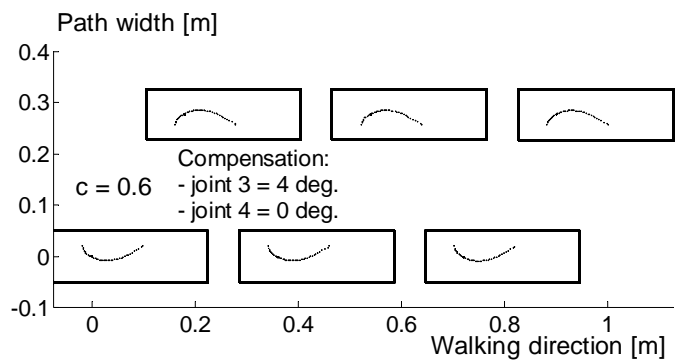 Path width [m]
0.4
0.3
0.2
Compensation:
c = 0.6
- joint 3 = 4 deg.
0.1
- joint 4 = 0 deg.
0
-0.1
0 0.2 0.4 0.6 0.8 1
Walking direction [m]